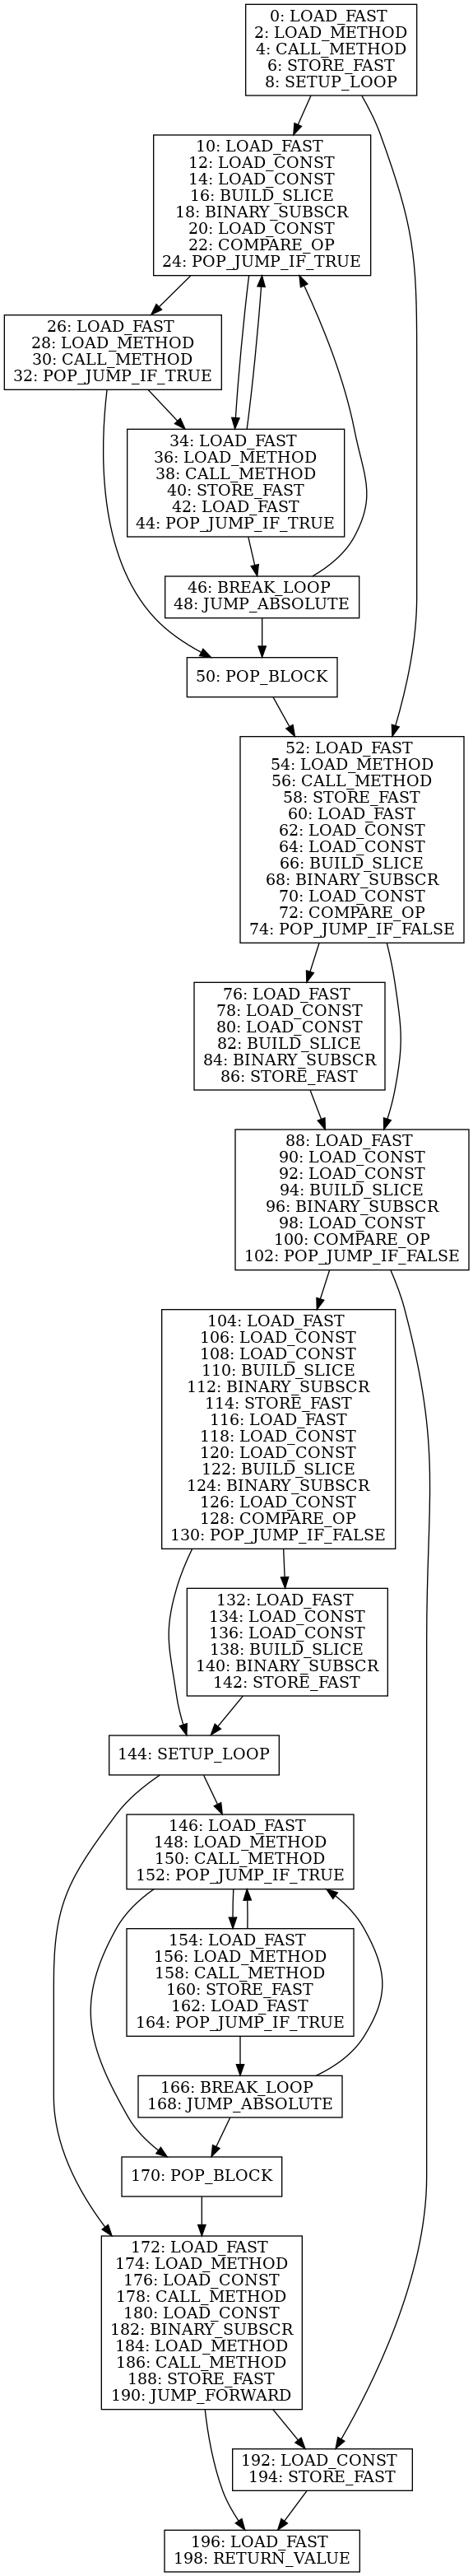 0: LOAD_FAST
2: LOAD_METHOD
4: CALL_METHOD
6: STORE_FAST
8: SETUP_LOOP
10: LOAD_FAST
12: LOAD_CONST
14: LOAD_CONST
16: BUILD_SLICE
18: BINARY_SUBSCR
20: LOAD_CONST
22: COMPARE_OP
24: POP_JUMP_IF_TRUE
26: LOAD_FAST
28: LOAD_METHOD
30: CALL_METHOD
32: POP_JUMP_IF_TRUE
34: LOAD_FAST
36: LOAD_METHOD
38: CALL_METHOD
40: STORE_FAST
42: LOAD_FAST
44: POP_JUMP_IF_TRUE
46: BREAK_LOOP
48: JUMP_ABSOLUTE
50: POP_BLOCK
52: LOAD_FAST
54: LOAD_METHOD
56: CALL_METHOD
58: STORE_FAST
60: LOAD_FAST
62: LOAD_CONST
64: LOAD_CONST
66: BUILD_SLICE
68: BINARY_SUBSCR
70: LOAD_CONST
72: COMPARE_OP
74: POP_JUMP_IF_FALSE
76: LOAD_FAST
78: LOAD_CONST
80: LOAD_CONST
82: BUILD_SLICE
84: BINARY_SUBSCR
86: STORE_FAST
88: LOAD_FAST
90: LOAD_CONST
92: LOAD_CONST
94: BUILD_SLICE
96: BINARY_SUBSCR
98: LOAD_CONST
100: COMPARE_OP
102: POP_JUMP_IF_FALSE
104: LOAD_FAST
106: LOAD_CONST
108: LOAD_CONST
110: BUILD_SLICE
112: BINARY_SUBSCR
114: STORE_FAST
116: LOAD_FAST
118: LOAD_CONST
120: LOAD_CONST
122: BUILD_SLICE
124: BINARY_SUBSCR
126: LOAD_CONST
128: COMPARE_OP
130: POP_JUMP_IF_FALSE
132: LOAD_FAST
134: LOAD_CONST
136: LOAD_CONST
138: BUILD_SLICE
140: BINARY_SUBSCR
142: STORE_FAST
144: SETUP_LOOP
146: LOAD_FAST
148: LOAD_METHOD
150: CALL_METHOD
152: POP_JUMP_IF_TRUE
154: LOAD_FAST
156: LOAD_METHOD
158: CALL_METHOD
160: STORE_FAST
162: LOAD_FAST
164: POP_JUMP_IF_TRUE
166: BREAK_LOOP
168: JUMP_ABSOLUTE
170: POP_BLOCK
172: LOAD_FAST
174: LOAD_METHOD
176: LOAD_CONST
178: CALL_METHOD
180: LOAD_CONST
182: BINARY_SUBSCR
184: LOAD_METHOD
186: CALL_METHOD
188: STORE_FAST
190: JUMP_FORWARD
192: LOAD_CONST
194: STORE_FAST
196: LOAD_FAST
198: RETURN_VALUE